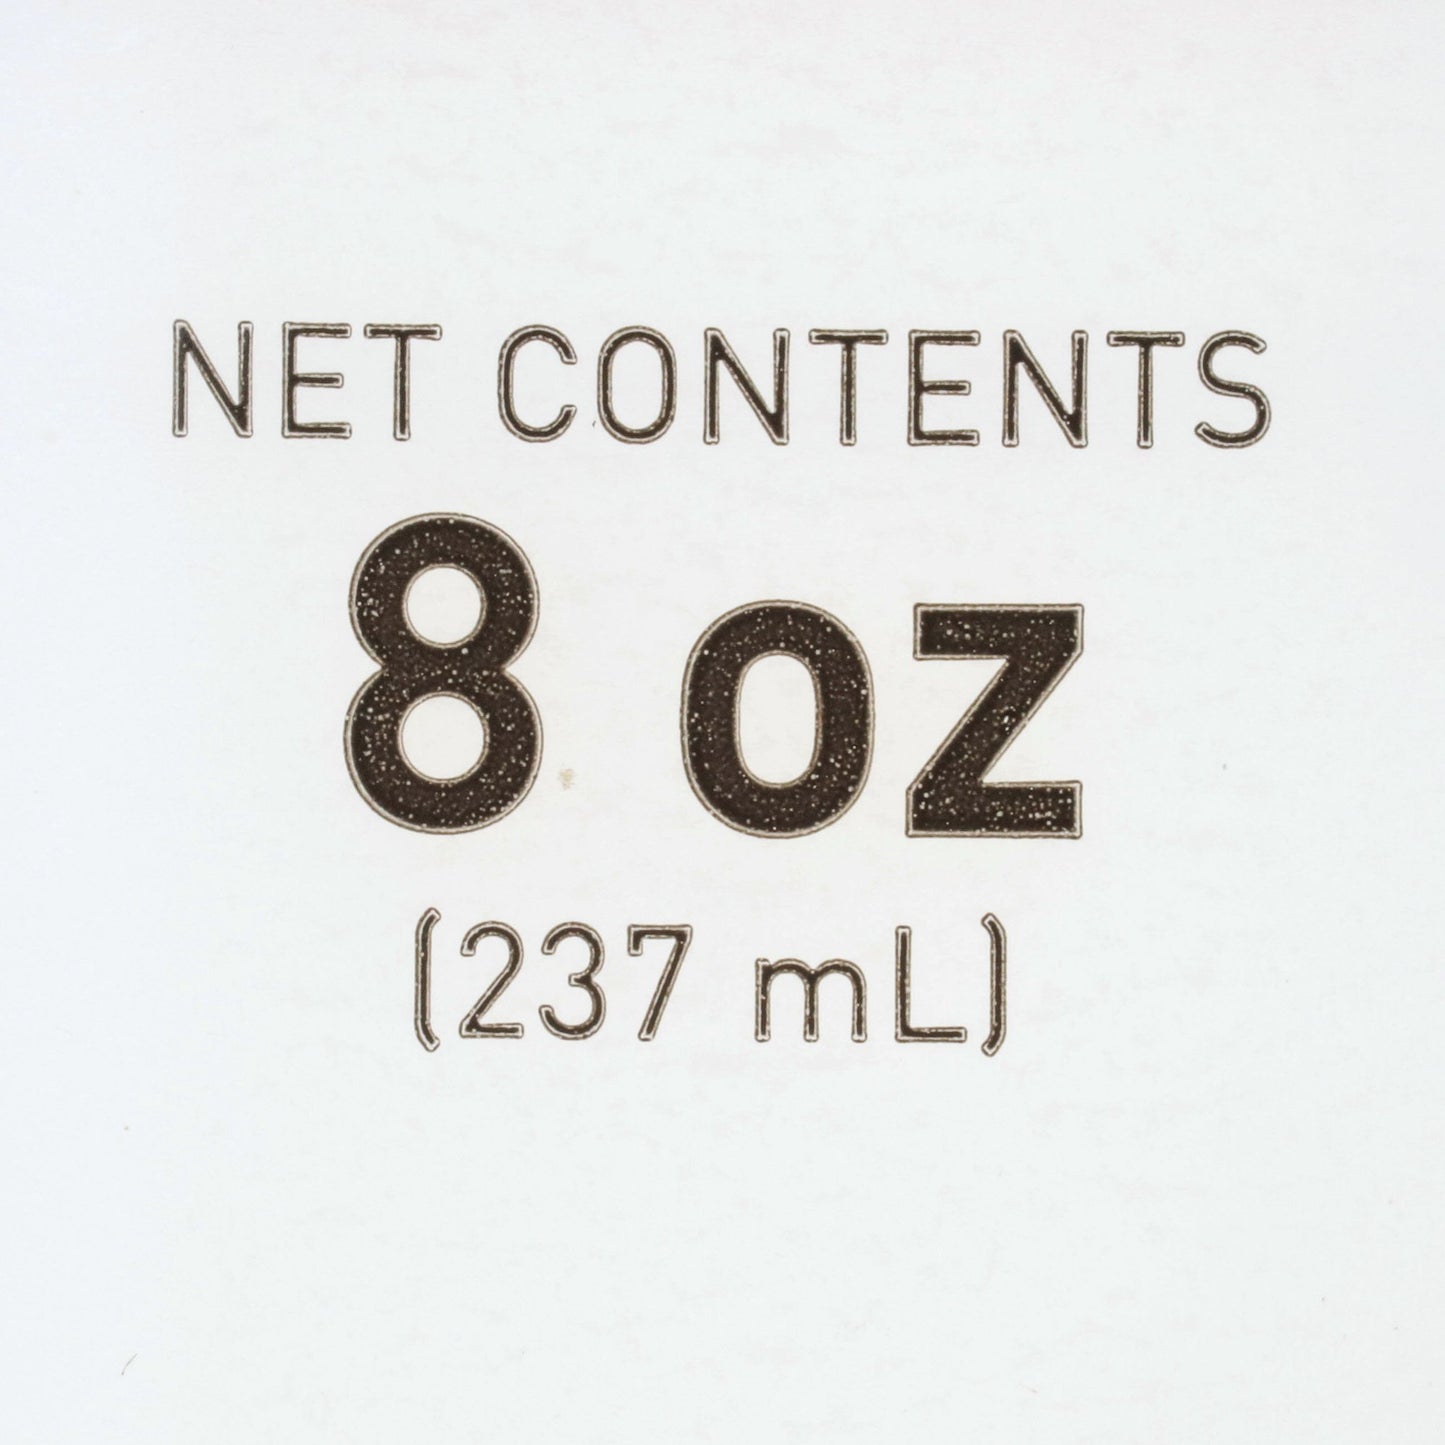 NET CONTENTS
8 oz
(237 mL)